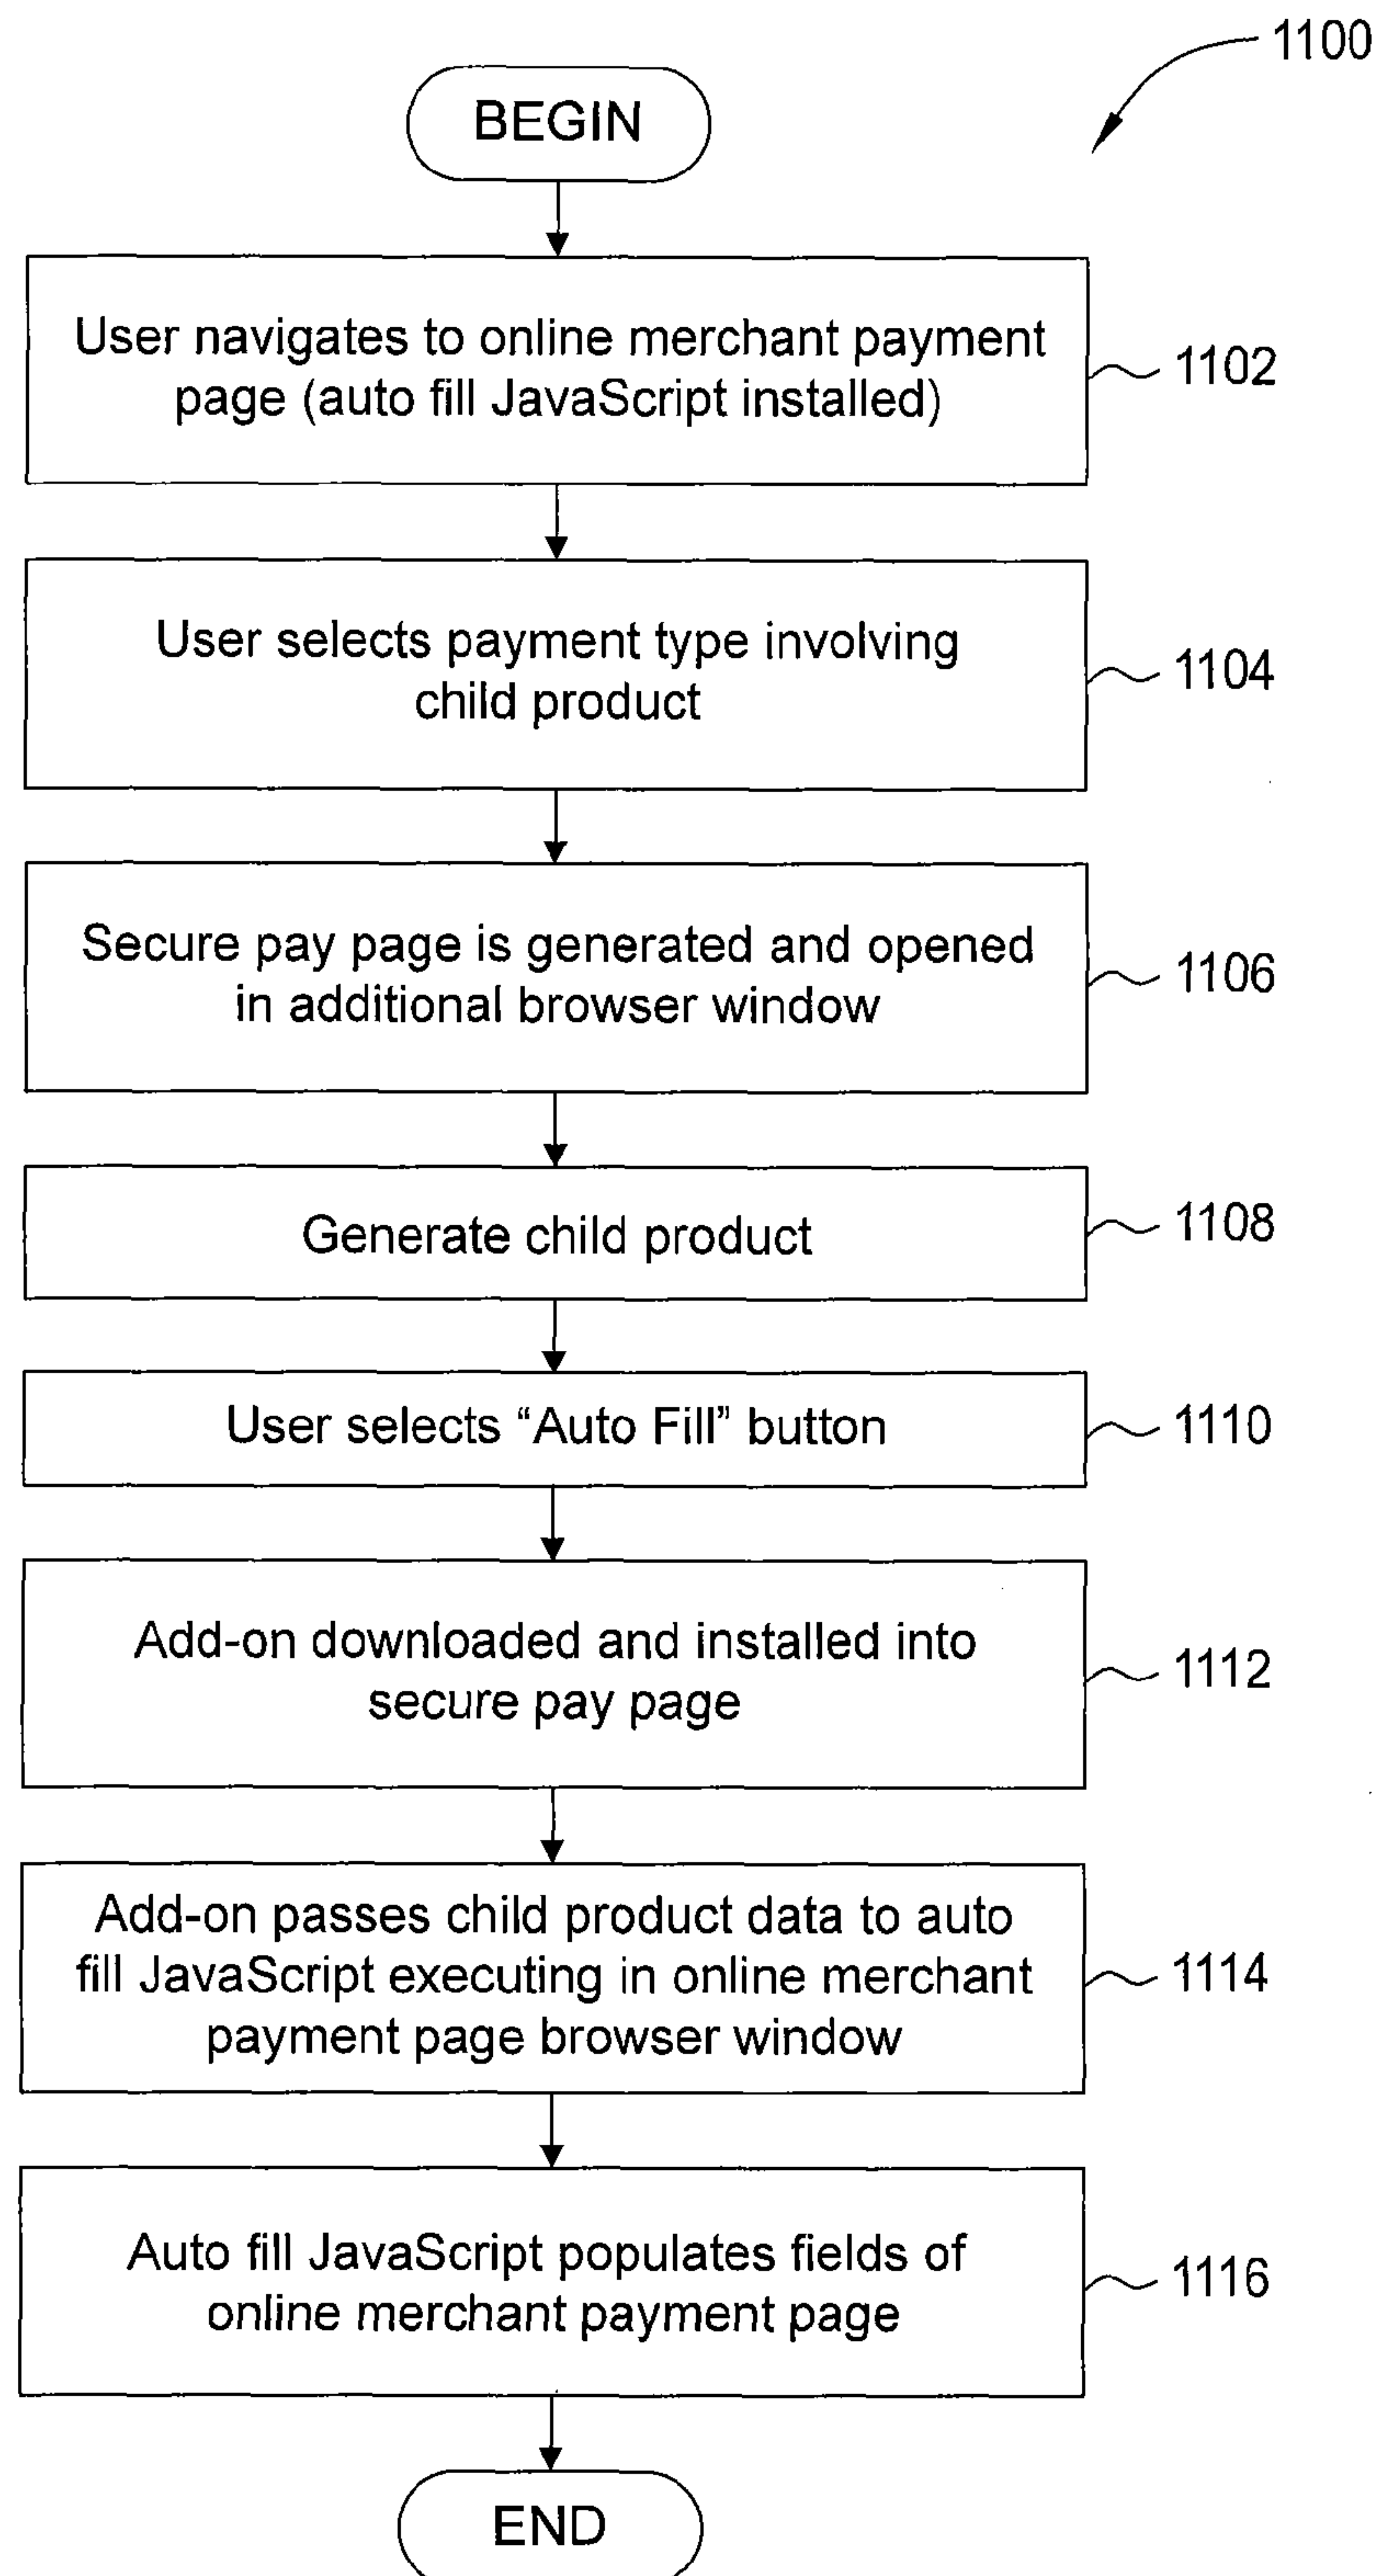 1100
BEGIN
User navigates to online merchant payment
page (auto fill JavaScript installed)
1102
User selects payment type involving
child product
1104
Secure pay page is generated and opened
in additional browser window
1106
Generate child product
1108
User selects “Auto Fill” button
1110
Add-on downloaded and installed into
secure pay page
1112
Add-on passes child product data to auto
fill JavaScript executing in online merchant
payment page browser window
1114
Auto fill JavaScript populates fields of
online merchant payment page
1116
END